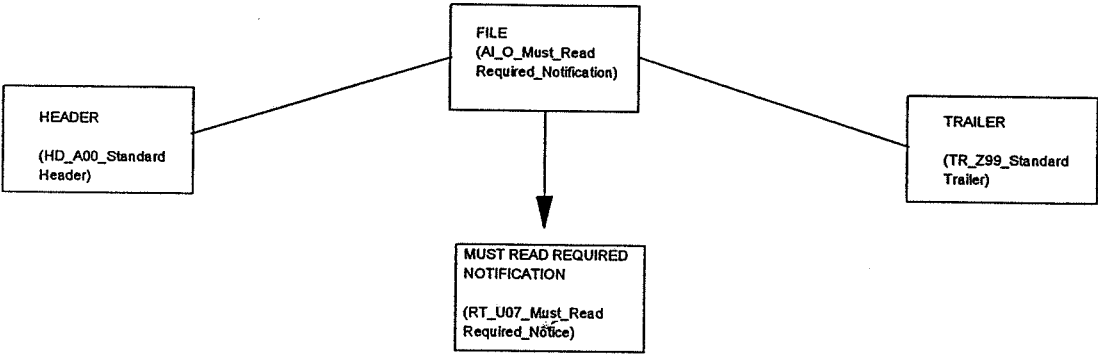 FILE
(AI_O_Must_Read
Required_Notification)
HEADER
(HD_A00_Standard
Header)
TRAILER
(TR_Z99_Standard
Trailer)
MUST READ REQUIRED
NOTIFICATION
(RT_U07_Must_Read
Required_Notice)